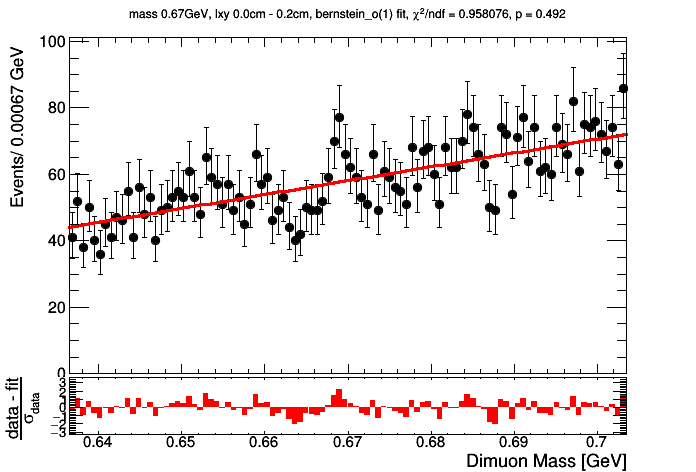 mass 0.67GeV, lxy 0.0cm - 0.2cm, bernstein_o(1) fit, χ²/ndf = 0.958076, p = 0.492
Events/ 0.00067 GeV
100
80
60
40
20
0
data - fit
σdata
3
2
1
0
−1
−2
−3
0.64 0.65 0.66 0.67 0.68 0.69 0.7
Dimuon Mass [GeV]